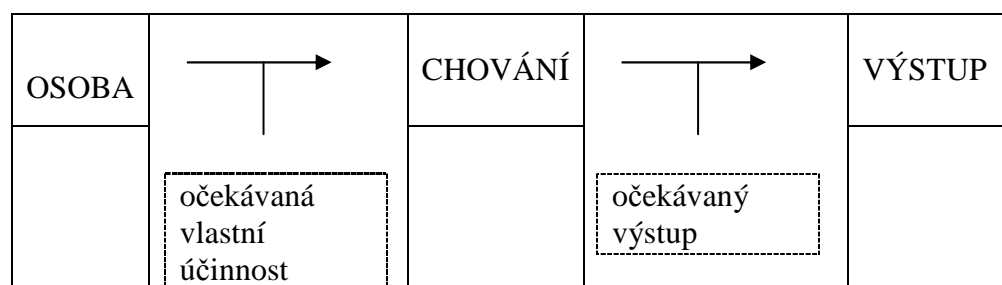 OSOBA
CHOVÁNÍ
VÝSTUP
očekávaná
vlastní
účinnost
očekávaný
výstup